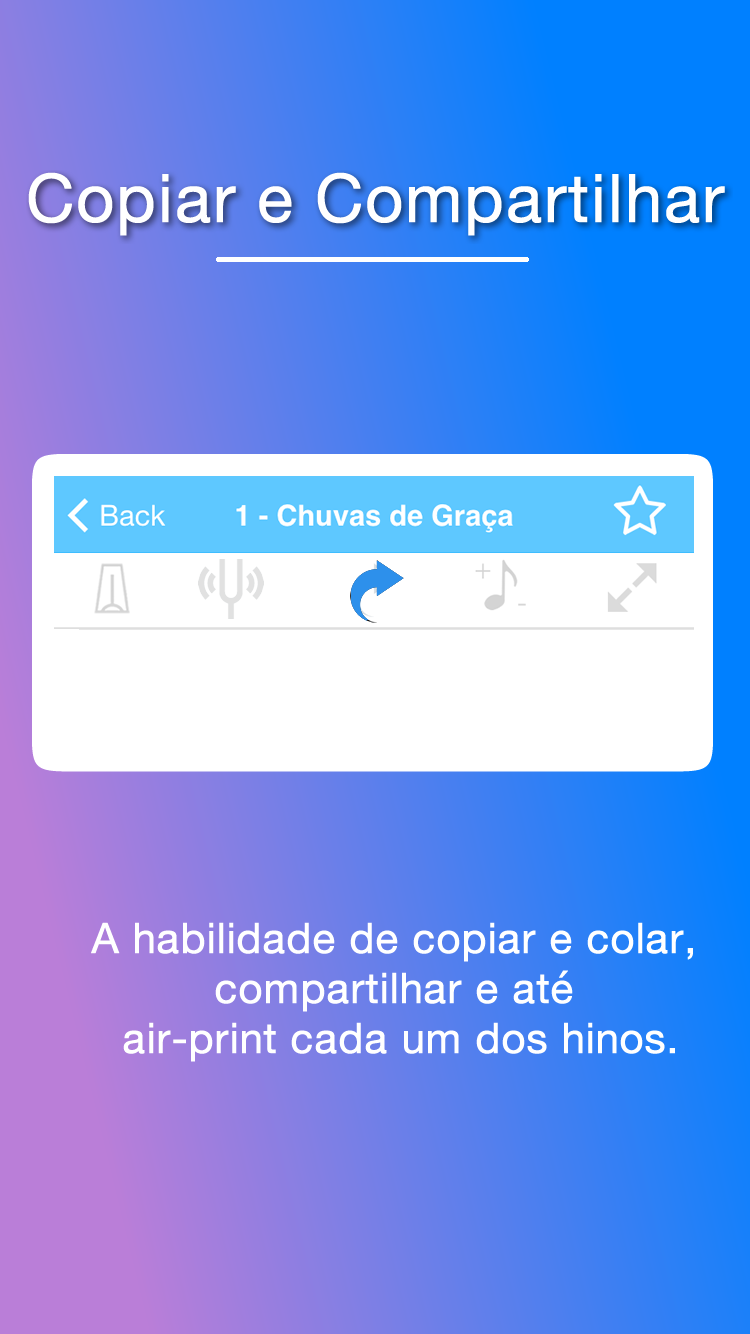 Copiar e Compartilhar
Back
1 - Chuvas de Graça
A habilidade de copiar e colar,
compartilhar e até
air-print cada um dos hinos.